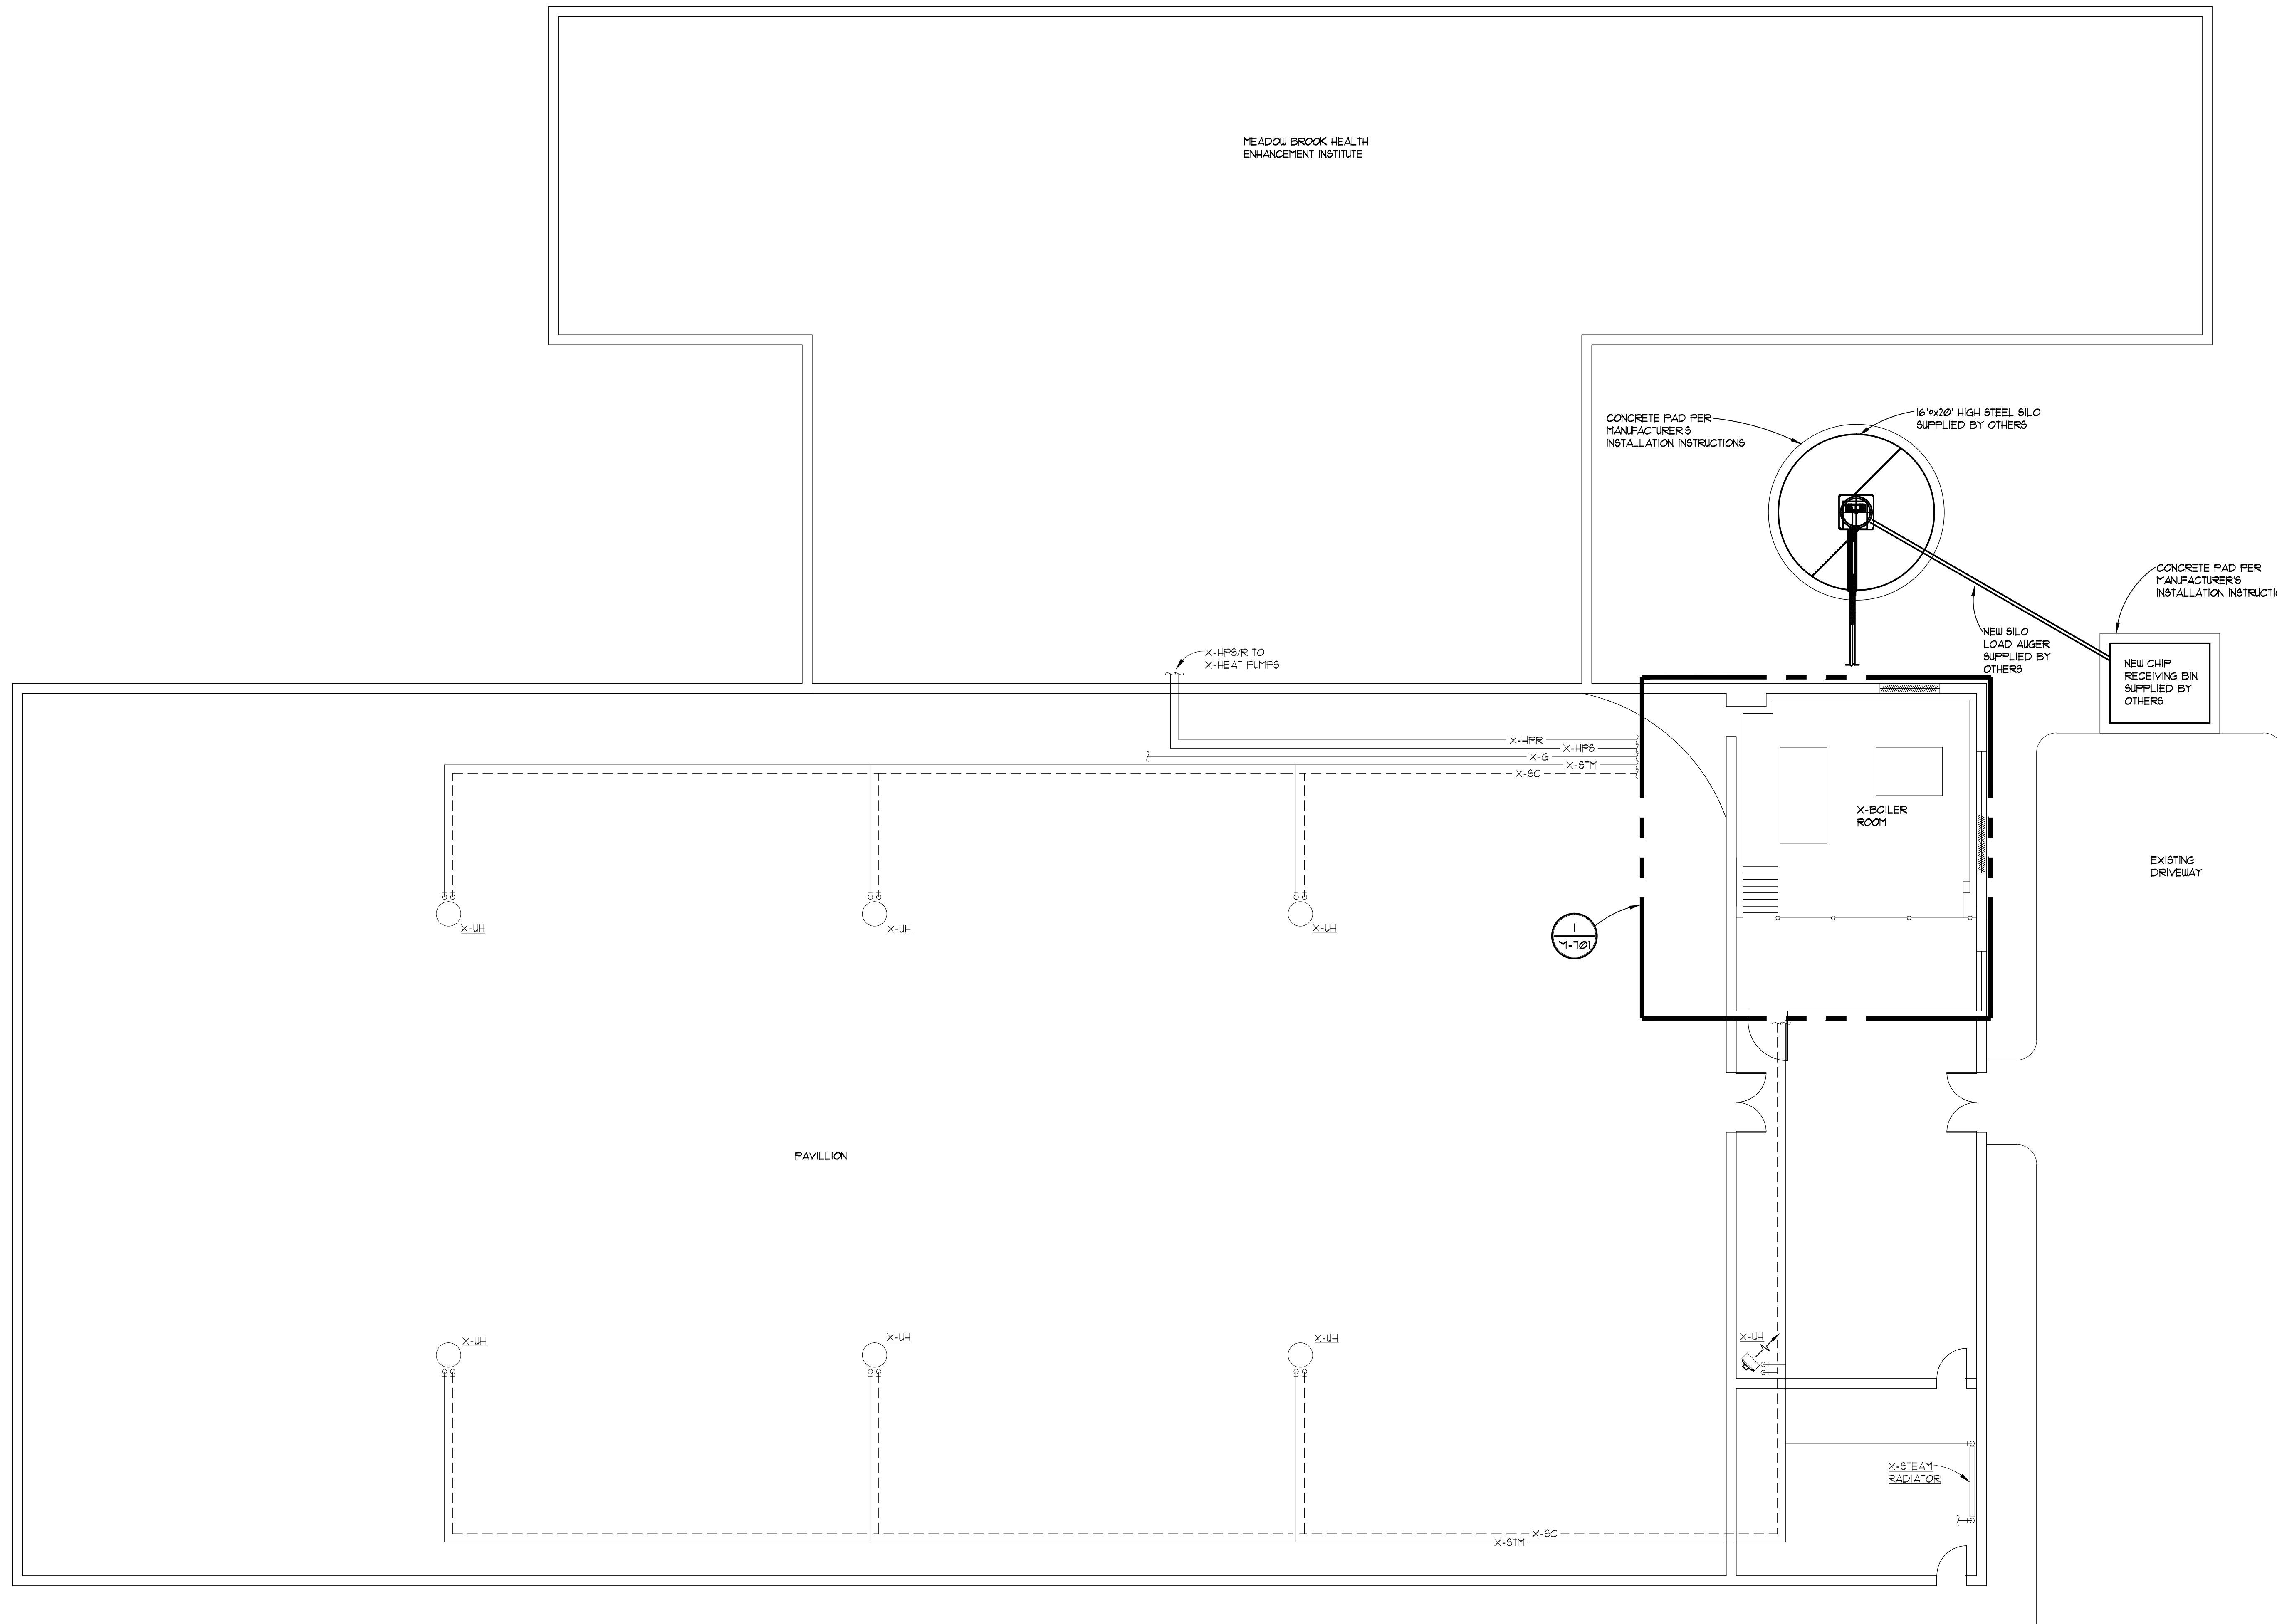 MEADOW BROOK HEALTH
ENHANCEMENT INSTITUTE
CONCRETE PAD PER
MANUFACTURER'S
INSTALLATION INSTRUCTIONS
16'Φx20' HIGH STEEL SILO
SUPPLIED BY OTHERS
CONCRETE PAD PER
MANUFACTURER'S
INSTALLATION INSTRUCTI
NEW SILO
LOAD AUGER
SUPPLIED BY
OTHERS
NEW CHIP
RECEIVING BIN
SUPPLIED BY
OTHERS
X-HPS/R TO
X-HEAT PUMPS
X-HPR
X-HPS
X-G
X-STM
X-SC
X-BOILER
ROOM
EXISTING
DRIVEWAY
X-UH
X-UH
X-UH
1
M-701
PAVILLION
X-UH
X-UH
X-UH
X-UH
X-STEAM
RADIATOR
X-SC
X-STM